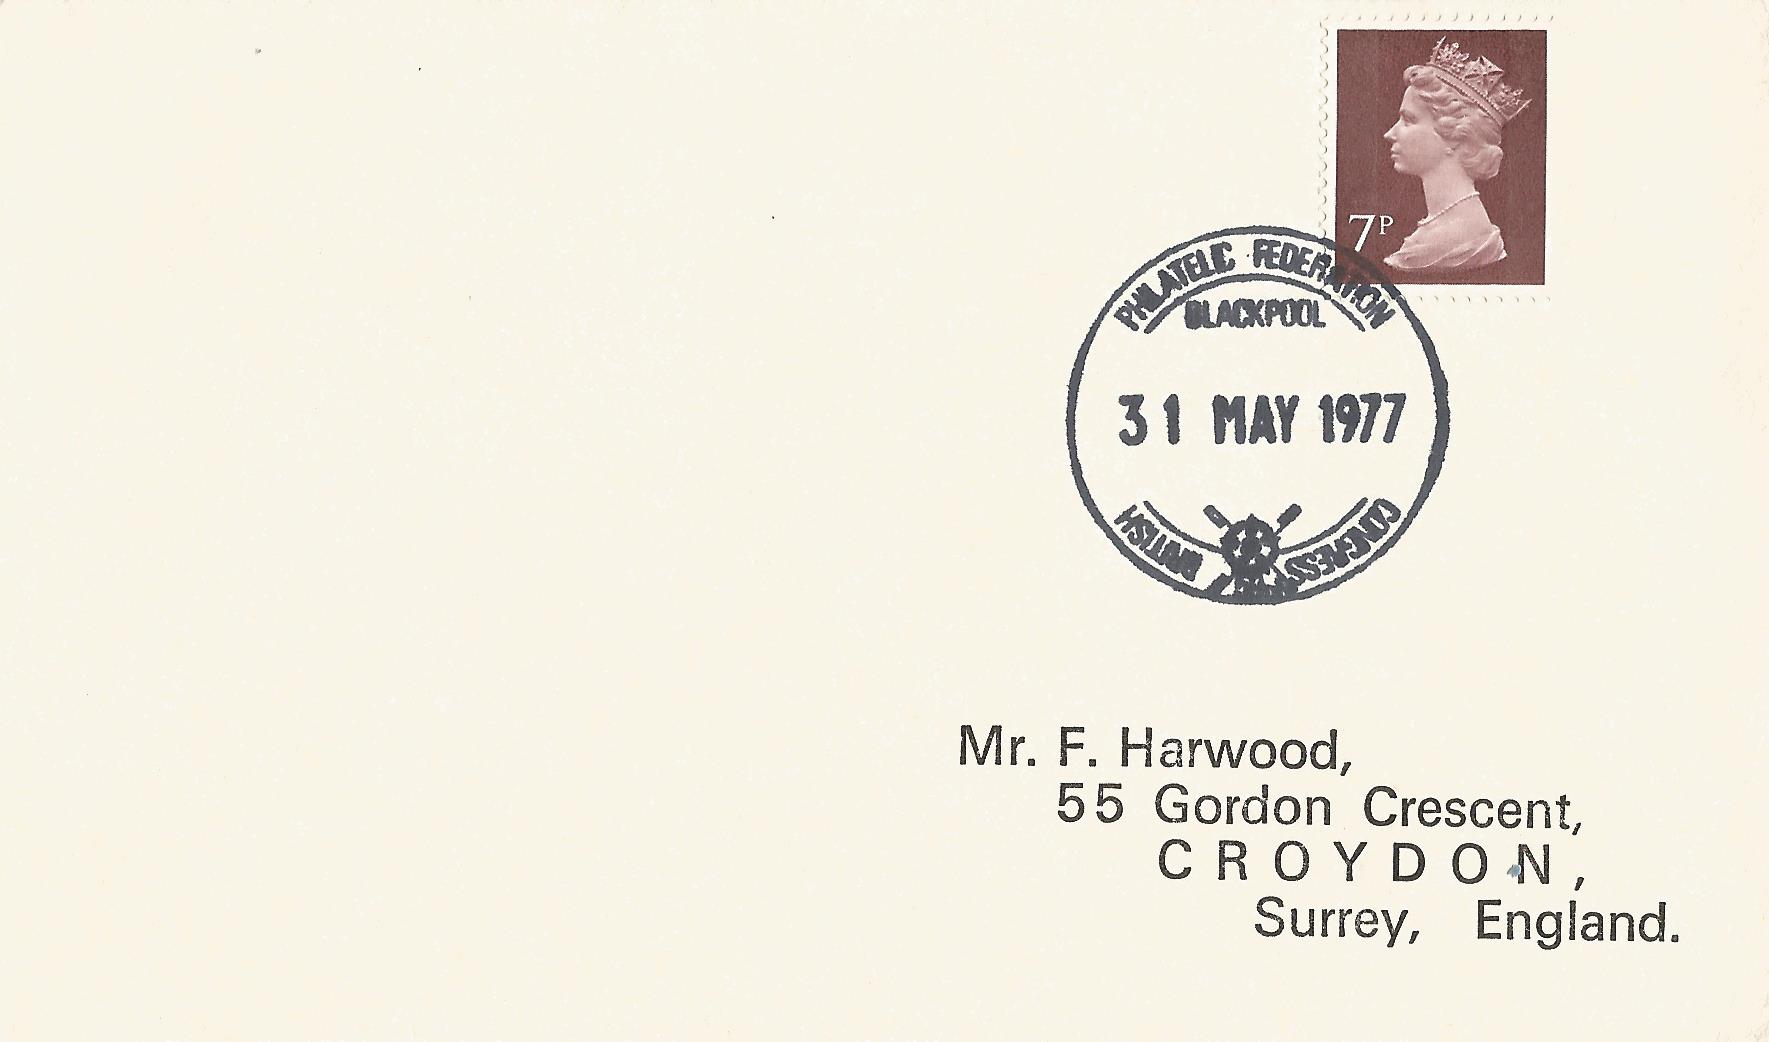 7P
PHILATELIC FEDERATION
BLACKPOOL
31 MAY 1977
BRITISH
CONGRESS
Mr. F. Harwood,
55 Gordon Crescent,
CROYDON,
Surrey, England.